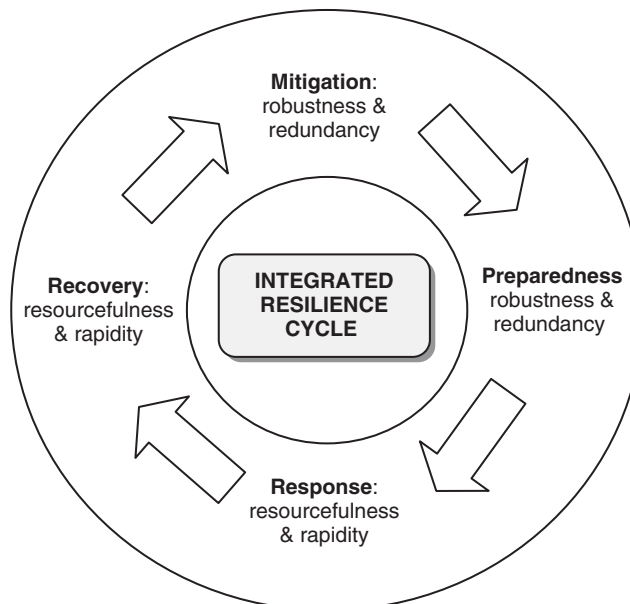 Mitigation:
robustness &
redundancy
Preparedness
robustness &
redundancy
Response:
resourcefulness
& rapidity
Recovery:
resourcefulness
& rapidity
INTEGRATED
RESILIENCE
CYCLE